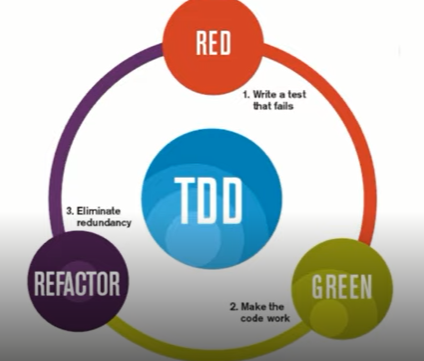 RED
1. Write a test
that fails
TDD
3. Eliminate
redundancy
REFACTOR
GREEN
2. Make the
code work